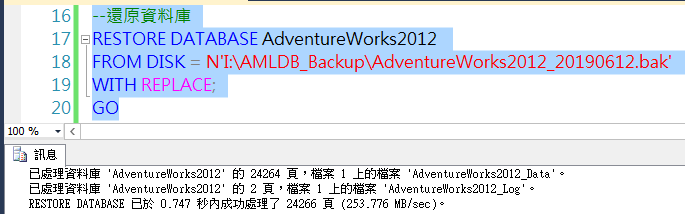 16 --還原資料庫
17 RESTORE DATABASE AdventureWorks2012
18 FROM DISK = N'I:\AMLDB_Backup\AdventureWorks2012_20190612.bak'
19 WITH REPLACE;
20 GO
100 %
訊息
已處理資料庫 'AdventureWorks2012' 的 24264 頁，檔案 1 上的檔案 'AdventureWorks2012_Data'。
已處理資料庫 'AdventureWorks2012' 的 2 頁，檔案 1 上的檔案 'AdventureWorks2012_Log'。
RESTORE DATABASE 已於 0.747 秒內成功處理了 24266 頁 (253.776 MB/sec)。